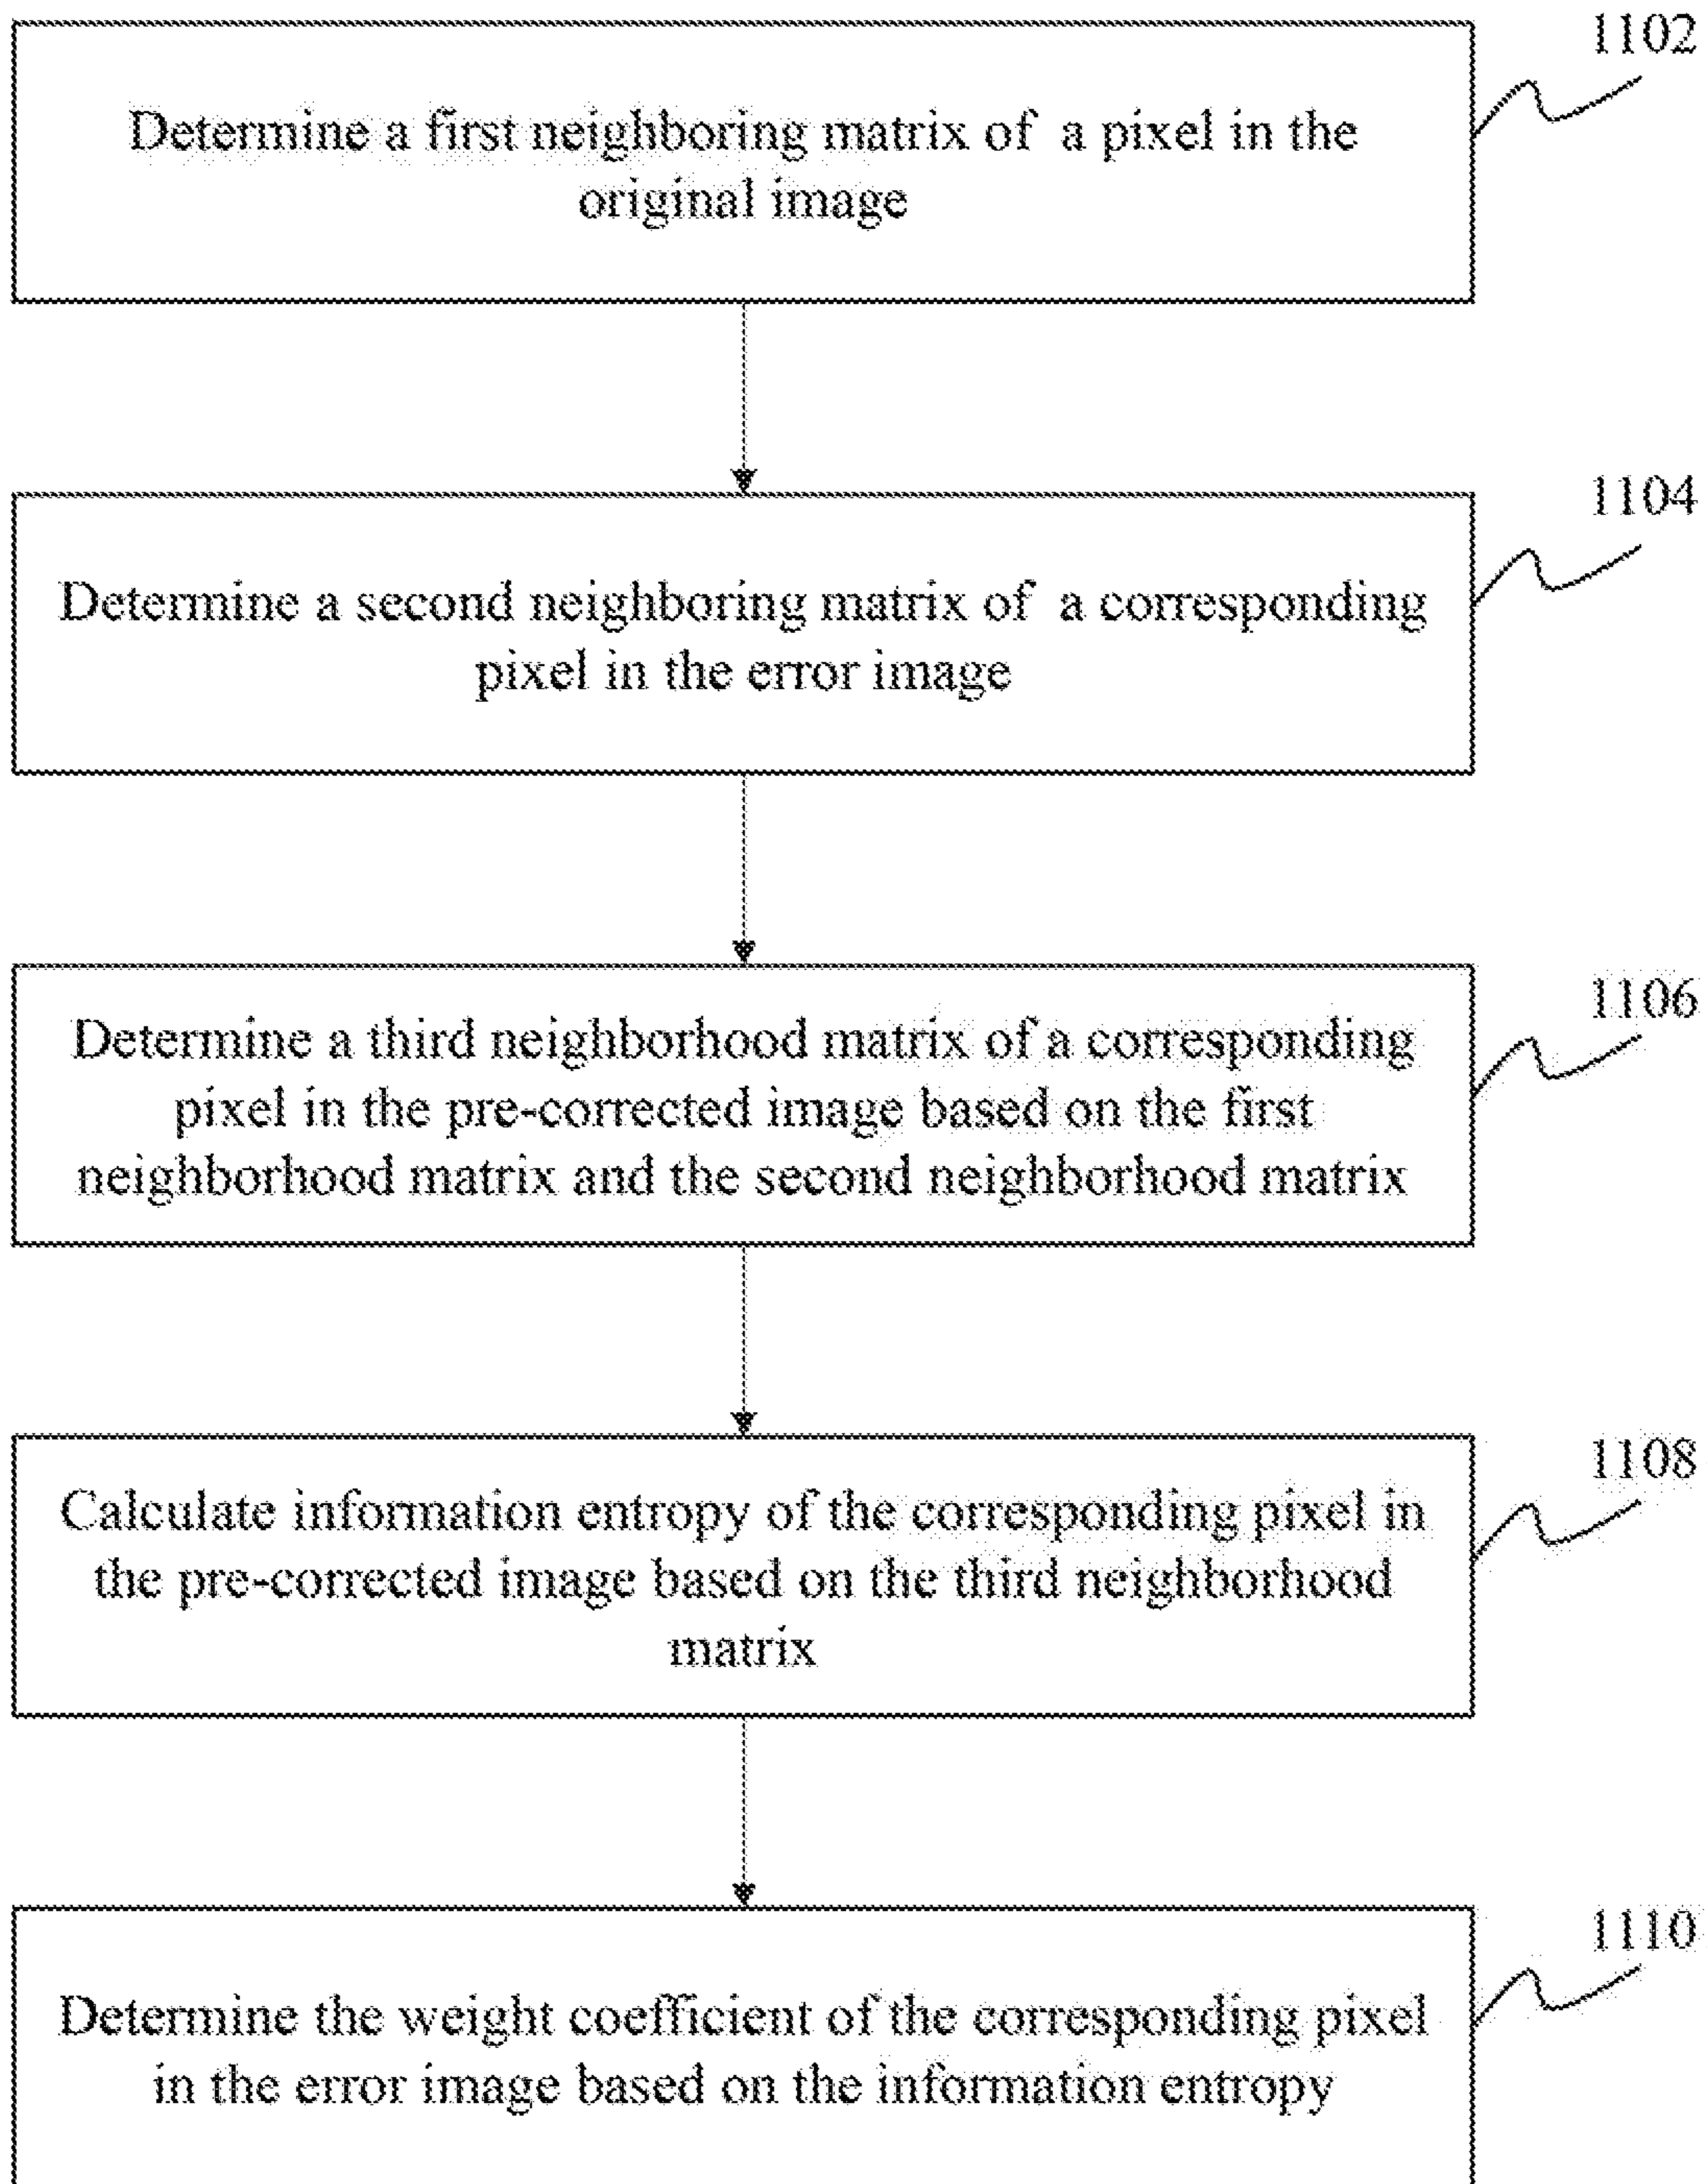 1102
Determine a first neighboring matrix of a pixel in the
original image
1104
Determine a second neighboring matrix of a corresponding
pixel in the error image
1106
Determine a third neighborhood matrix of a corresponding
pixel in the pre-corrected image based on the first
neighborhood matrix and the second neighborhood matrix
1108
Calculate information entropy of the corresponding pixel in
the pre-corrected image based on the third neighborhood
matrix
1110
Determine the weight coefficient of the corresponding pixel
in the error image based on the information entropy